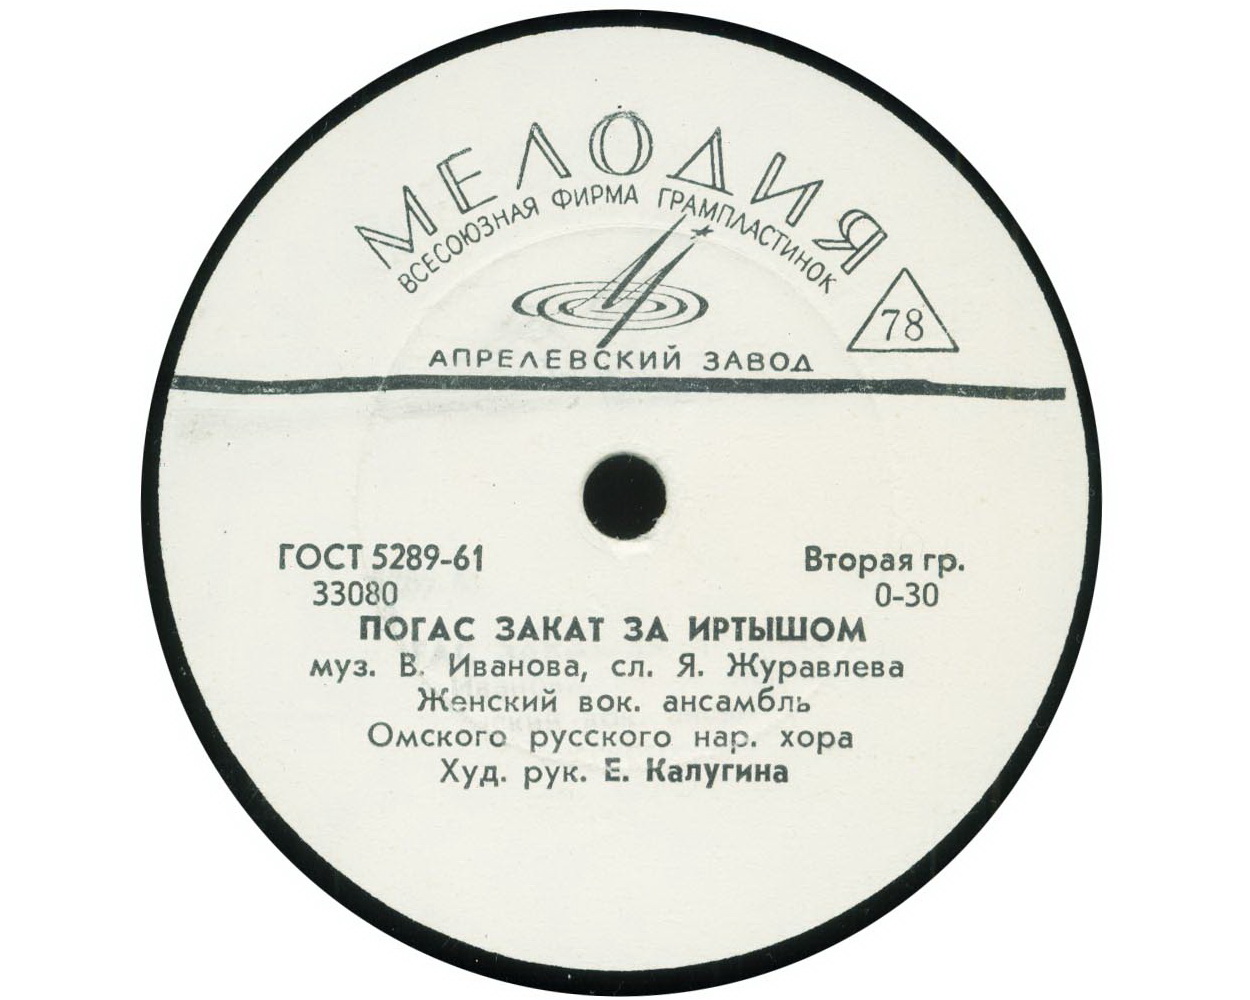 МЕЛОДИЯ
ВСЕСОЮЗНАЯ ФИРМА ГРАМПЛАСТИНОК
78
АПРЕЛЕВСКИЙ ЗАВОД
ГОСТ 5289-61 Вторая гр.
33080 0-30
ПОГАС ЗАКАТ ЗА ИРТЫШОМ
муз. В. Иванова, сл. Я. Журавлева
Женский вок. ансамбль
Омского русского нар. хора
Худ. рук. Е. Калугина